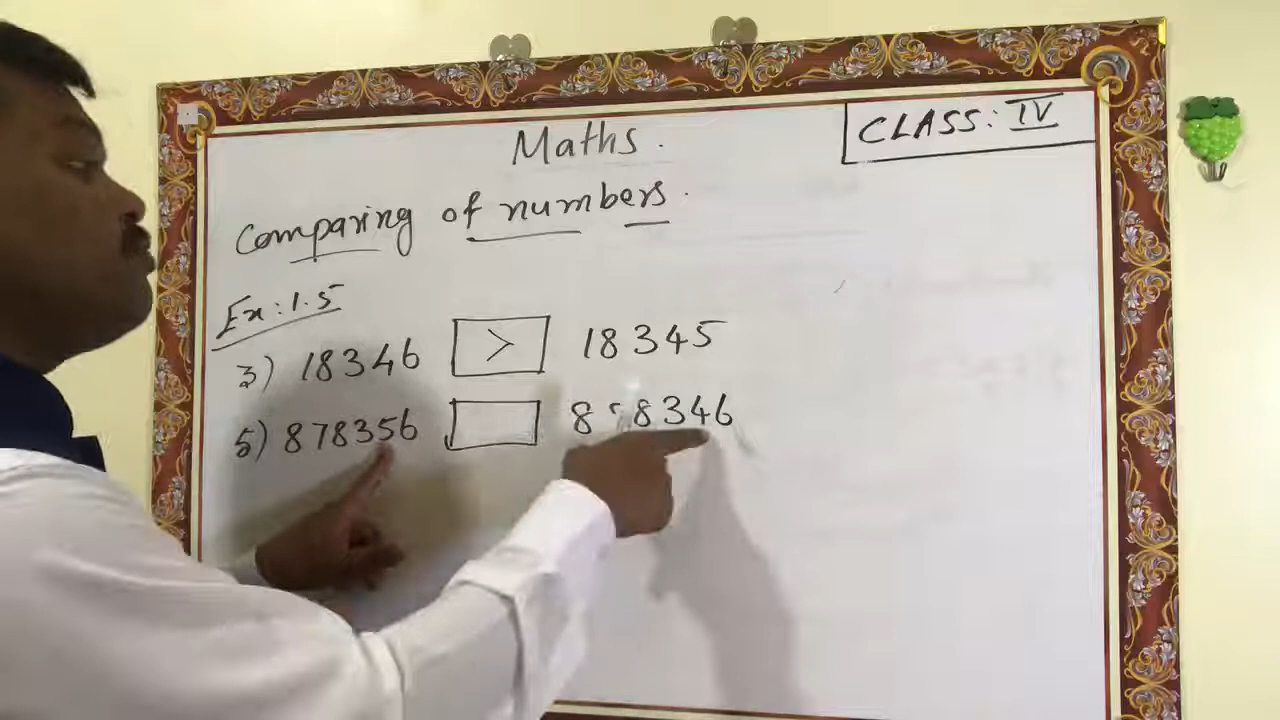 Maths.
CLASS: IV
Comparing of numbers.
Ex: 1.5
3) 18346 > 18345
5) 878356